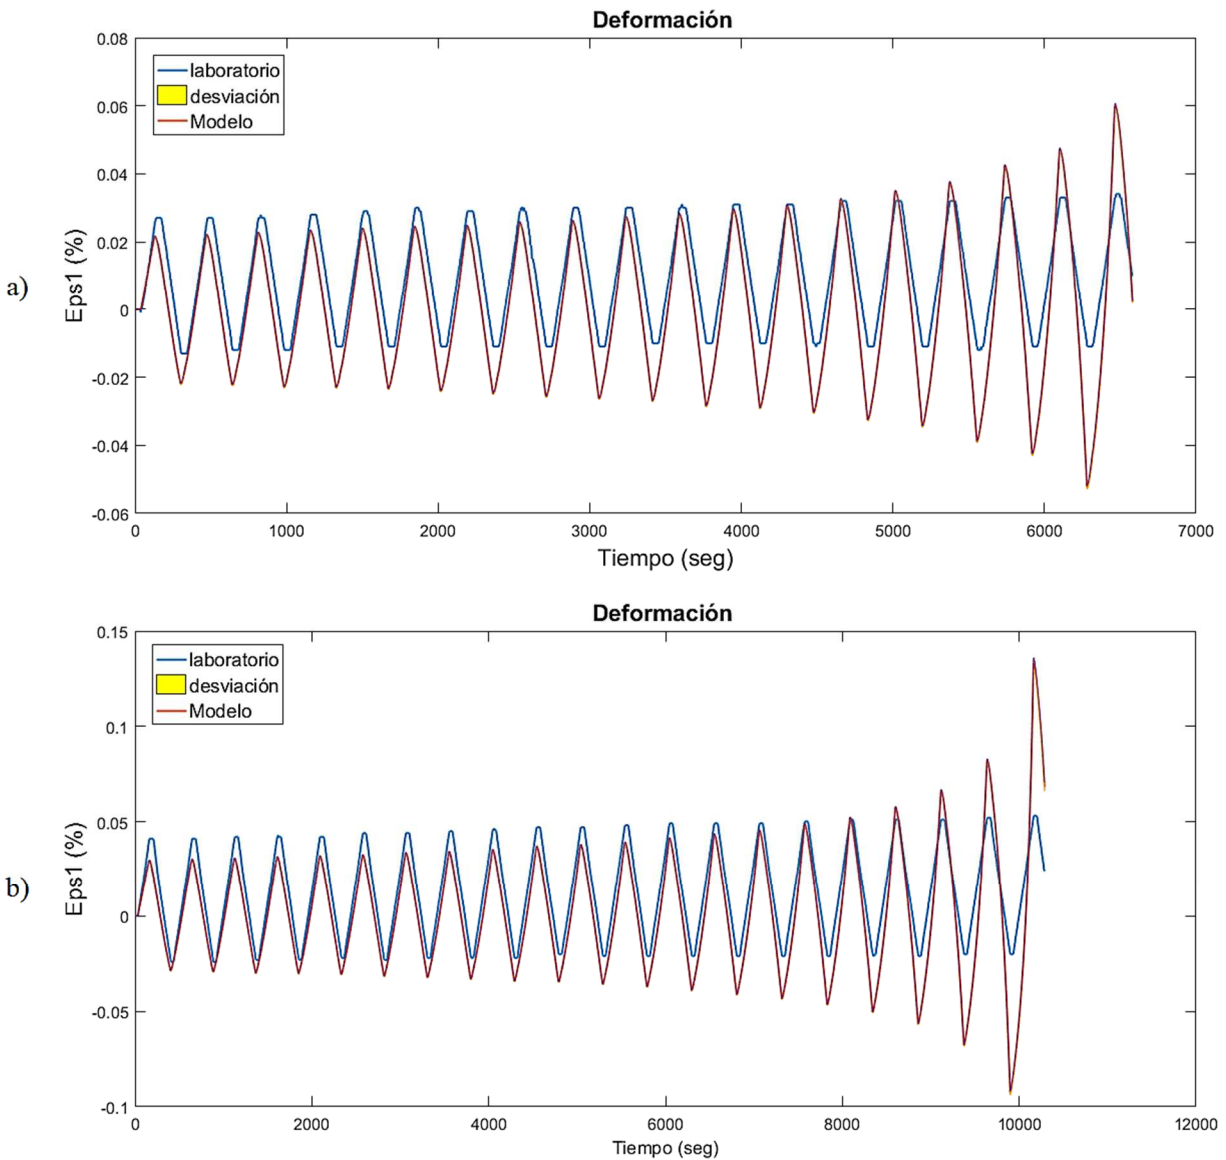 Deformación
0.08
0.06
0.04
0.02
0
-0.02
-0.04
-0.06
laboratorio
desviación
Modelo
Eps1 (%)
a)
0 1000 2000 3000 4000 5000 6000 7000
Tiempo (seg)
Deformación
0.15
0.1
0.05
0
-0.05
-0.1
laboratorio
desviación
Modelo
Eps1 (%)
b)
0 2000 4000 6000 8000 10000 12000
Tiempo (seg)